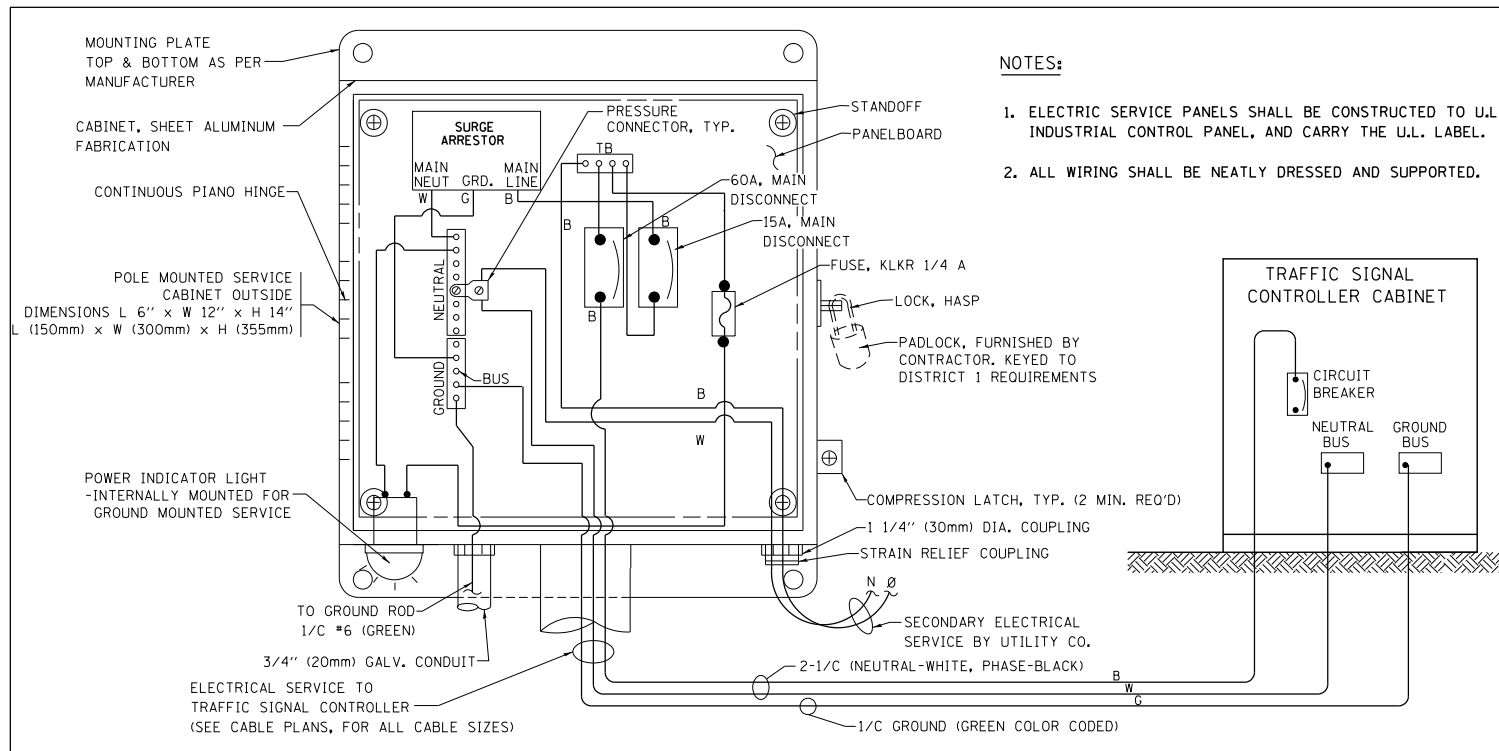 MOUNTING PLATE
TOP & BOTTOM AS PER
MANUFACTURER
CABINET, SHEET ALUMINUM
FABRICATION
CONTINUOUS PIANO HINGE
POLE MOUNTED SERVICE
CABINET OUTSIDE
DIMENSIONS L 6" x W 12" x H 14"
L (150mm) x W (300mm) x H (355mm)
POWER INDICATOR LIGHT
-INTERNALLY MOUNTED FOR
GROUND MOUNTED SERVICE
TO GROUND ROD
1/C #6 (GREEN)
3/4" (20mm) GALV. CONDUIT
ELECTRICAL SERVICE TO
TRAFFIC SIGNAL CONTROLLER
(SEE CABLE PLANS, FOR ALL CABLE SIZES)
SURGE
ARRESTOR
MAIN
NEUT
GRD.
MAIN
LINE
W
G
B
PRESSURE
CONNECTOR, TYP.
TB
60A, MAIN
DISCONNECT
B
B
15A, MAIN
DISCONNECT
B
NEUTRAL
GROUND
BUS
B
W
STANDOFF
PANELBOARD
FUSE, KLKR 1/4 A
LOCK, HASP
PADLOCK, FURNISHED BY
CONTRACTOR. KEYED TO
DISTRICT 1 REQUIREMENTS
COMPRESSION LATCH, TYP. (2 MIN. REQ'D)
1 1/4" (30mm) DIA. COUPLING
STRAIN RELIEF COUPLING
N Ø
SECONDARY ELECTRICAL
SERVICE BY UTILITY CO.
2-1/C (NEUTRAL-WHITE, PHASE-BLACK)
1/C GROUND (GREEN COLOR CODED)
B
W
G
NOTES:
1. ELECTRIC SERVICE PANELS SHALL BE CONSTRUCTED TO U.L
INDUSTRIAL CONTROL PANEL, AND CARRY THE U.L. LABEL.
2. ALL WIRING SHALL BE NEATLY DRESSED AND SUPPORTED.
TRAFFIC SIGNAL
CONTROLLER CABINET
CIRCUIT
BREAKER
NEUTRAL
BUS
GROUND
BUS